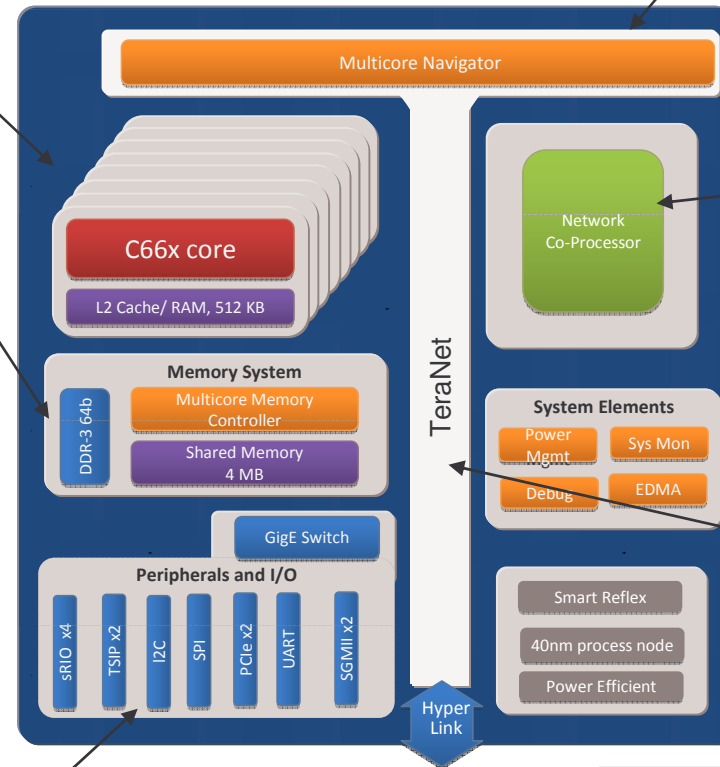 Multicore Navigator
C66x core
L2 Cache/ RAM, 512 KB
Network
Co-Processor
TeraNet
Memory System
DDR-3 64b
Multicore Memory
Controller
Shared Memory
4 MB
System Elements
Power
Mgmt
Sys Mon
Debug
EDMA
GigE Switch
Peripherals and I/O
sRIO x4
TSIP x2
I2C
SPI
PCIe x2
UART
SGMII x2
Smart Reflex
40nm process node
Power Efficient
Hyper
Link